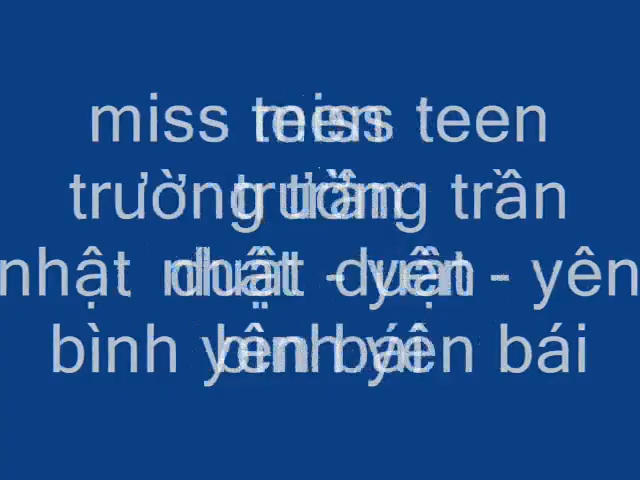 miss teen
trường trần
nhật duật - yên
bình yên bái